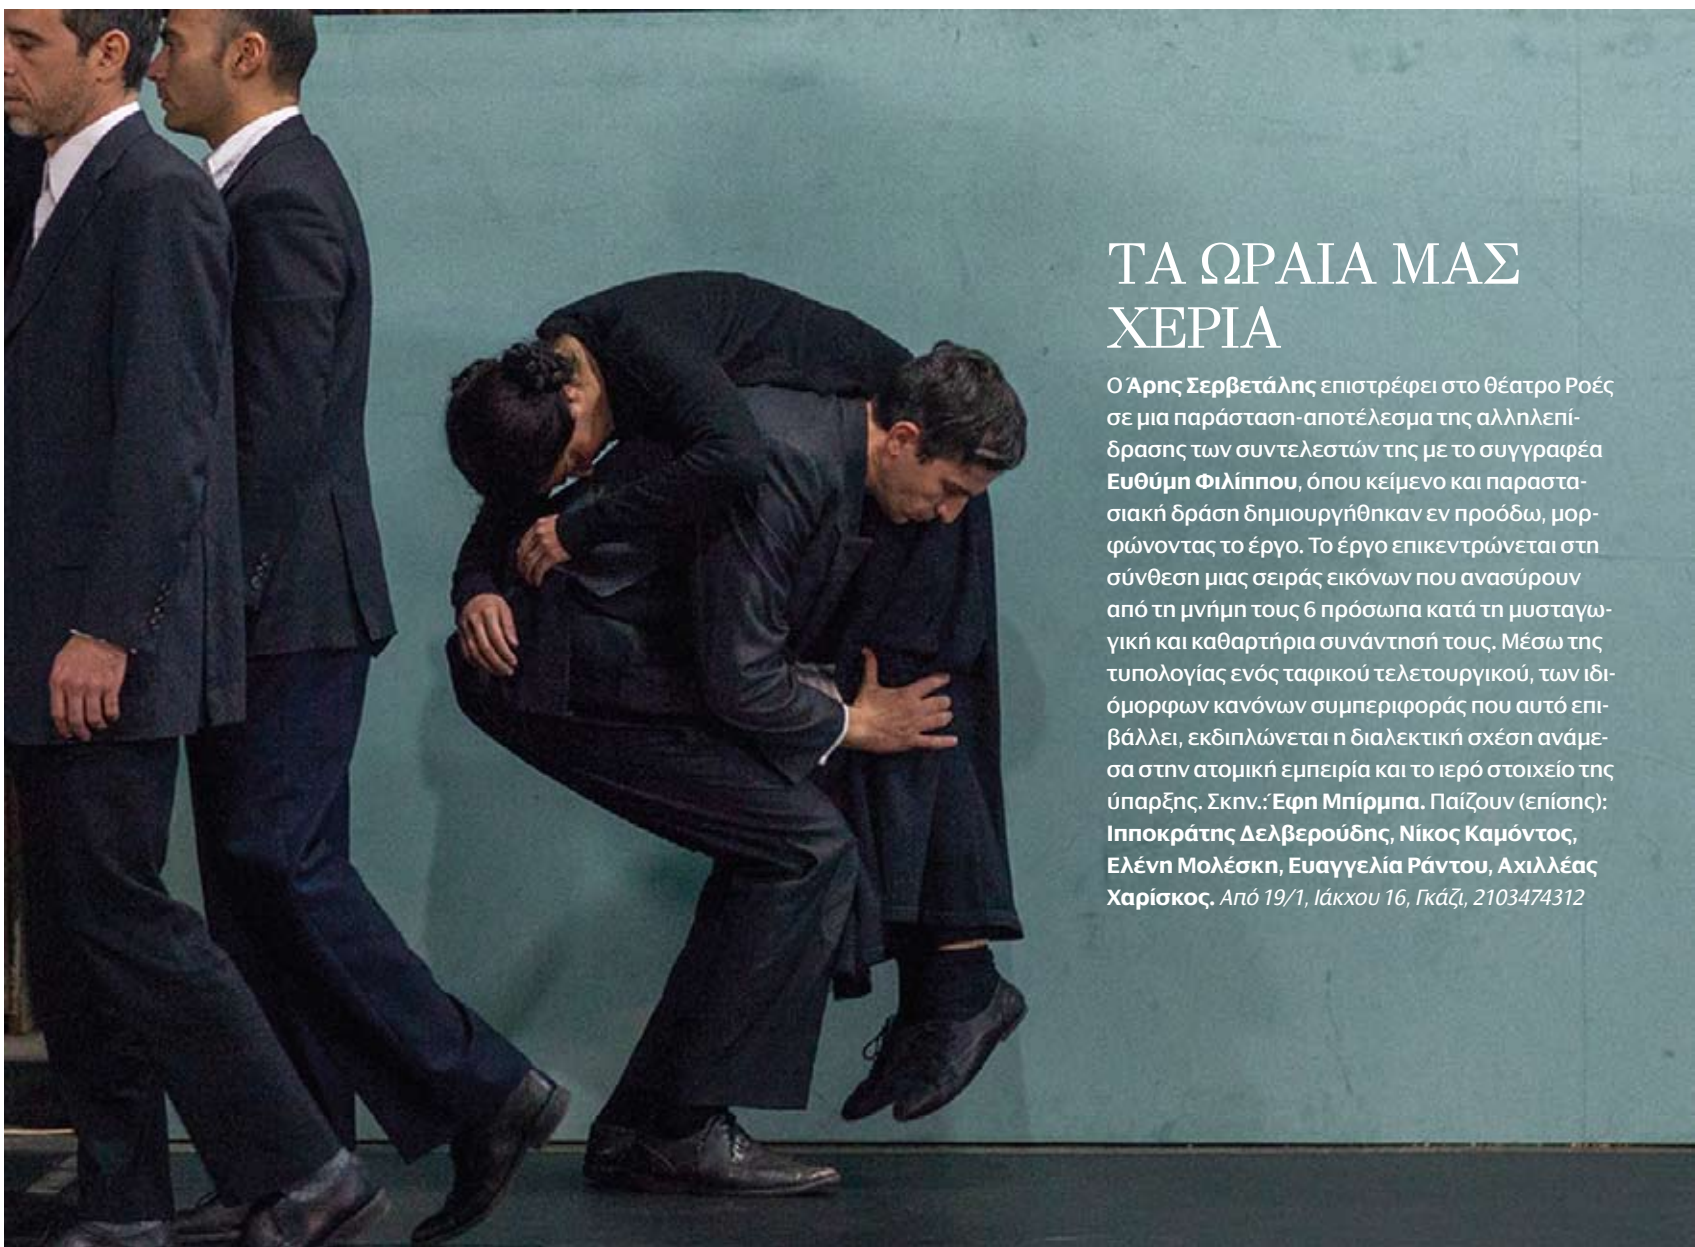 ΤΑ ΩΡΑΙΑ ΜΑΣ
ΧΕΡΙΑ
Ο Άρης Σερβετάλης επιστρέφει στο θέατρο Ροές
σε μια παράσταση-αποτέλεσμα της αλληλεπί-
δρασης των συντελεστών της με το συγγραφέα
Ευθύμη Φιλίππου, όπου κείμενο και παραστα-
σιακή δράση δημιουργήθηκαν εν προόδω, μορ-
φώνοντας το έργο. Το έργο επικεντρώνεται στη
σύνθεση μιας σειράς εικόνων που ανασύρουν
από τη μνήμη τους 6 πρόσωπα κατά τη μυσταγω-
γική και καθαρτήρια συνάντησή τους. Μέσω της
τυπολογίας ενός ταφικού τελετουργικού, των ιδι-
όμορφων κανόνων συμπεριφοράς που αυτό επι-
βάλλει, εκδιπλώνεται η διαλεκτική σχέση ανάμε-
σα στην ατομική εμπειρία και το ιερό στοιχείο της
ύπαρξης. Σκην.: Έφη Μπίρμπα. Παίζουν (επίσης):
Ιπποκράτης Δελβερούδης, Νίκος Καμόντος,
Ελένη Μολέσκη, Ευαγγελία Ράντου, Αχιλλέας
Χαρίσκος. Από 19/1, Ιάκχου 16, Γκάζι, 2103474312